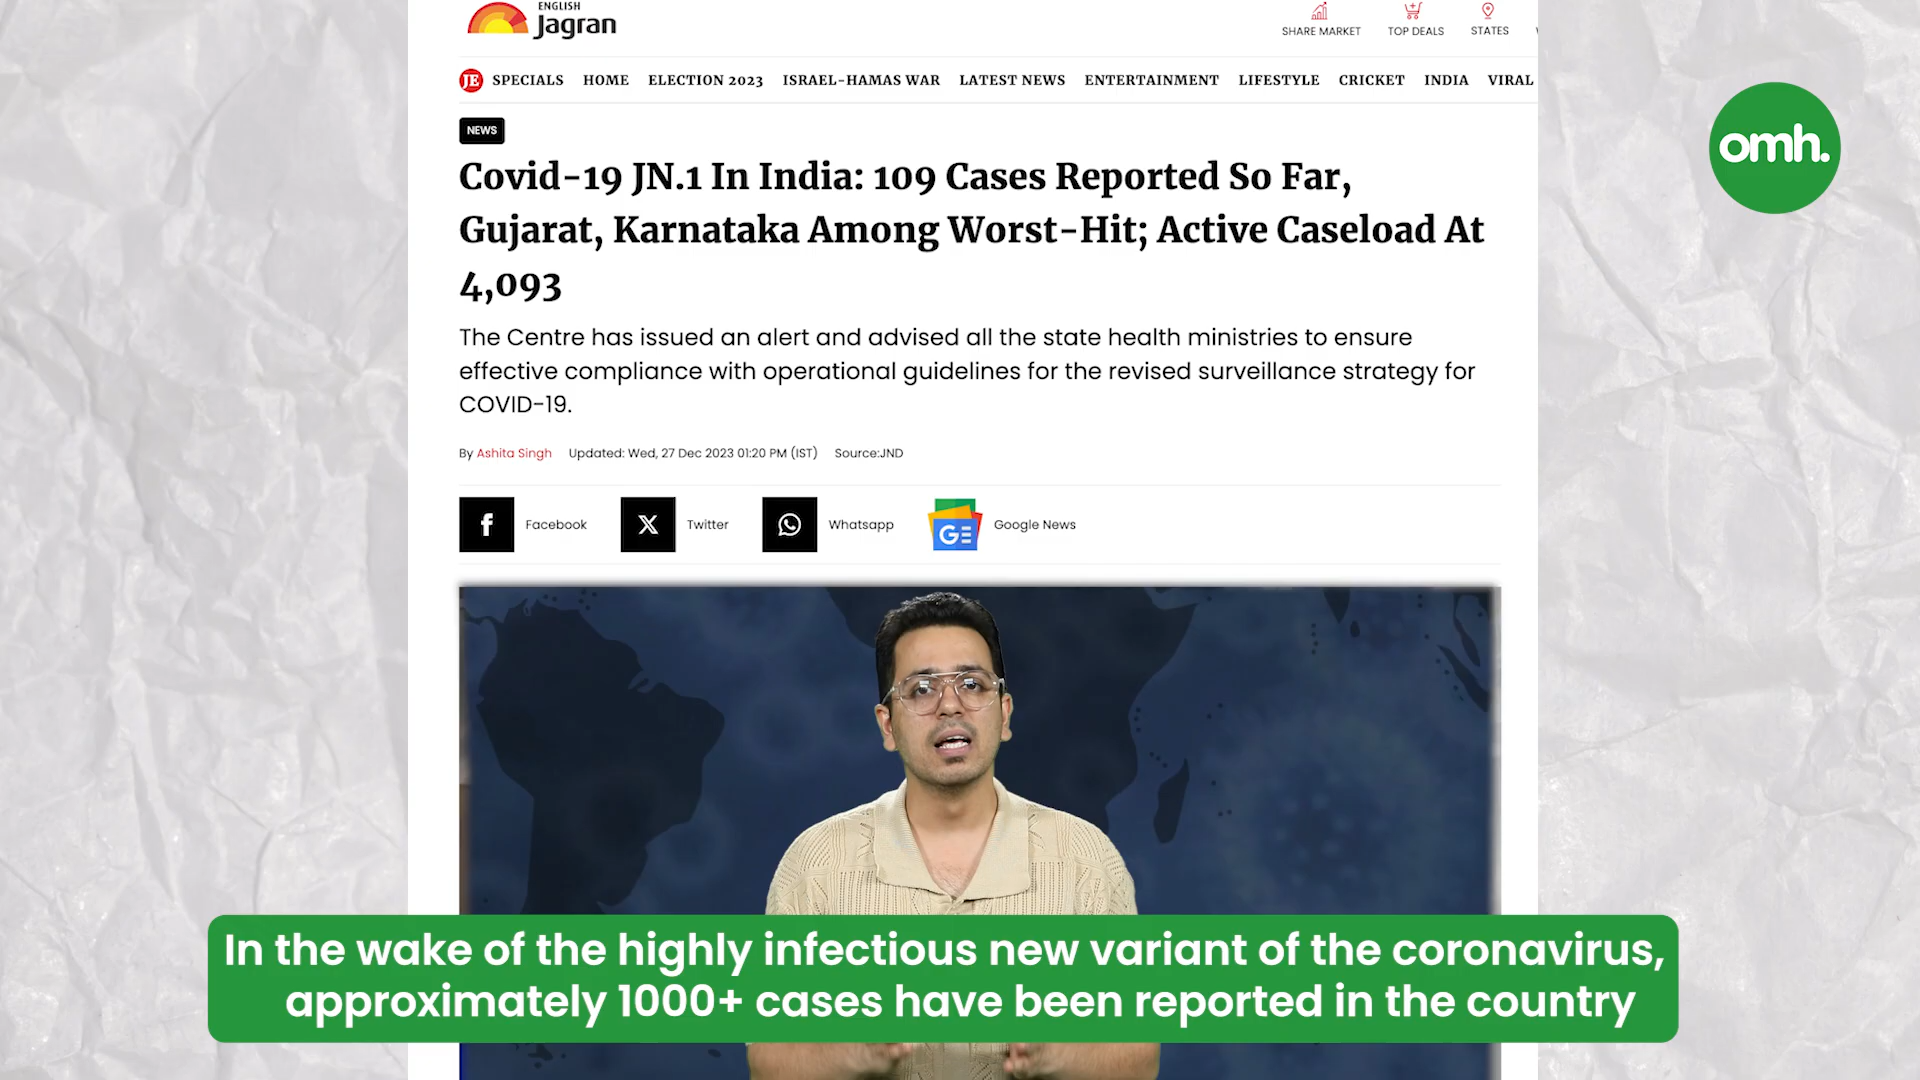 ENGLISH
Jagran
SHARE MARKET
TOP DEALS
STATES
JE SPECIALS HOME ELECTION 2023 ISRAEL-HAMAS WAR LATEST NEWS ENTERTAINMENT LIFESTYLE CRICKET INDIA VIRAL
omh.
NEWS
Covid-19 JN.1 In India: 109 Cases Reported So Far,
Gujarat, Karnataka Among Worst-Hit; Active Caseload At
4,093
The Centre has issued an alert and advised all the state health ministries to ensure
effective compliance with operational guidelines for the revised surveillance strategy for
COVID-19.
By Ashita Singh Updated: Wed, 27 Dec 2023 01:20 PM (IST) Source:JND
f Facebook X Twitter Whatsapp GE Google News
In the wake of the highly infectious new variant of the coronavirus,
approximately 1000+ cases have been reported in the country